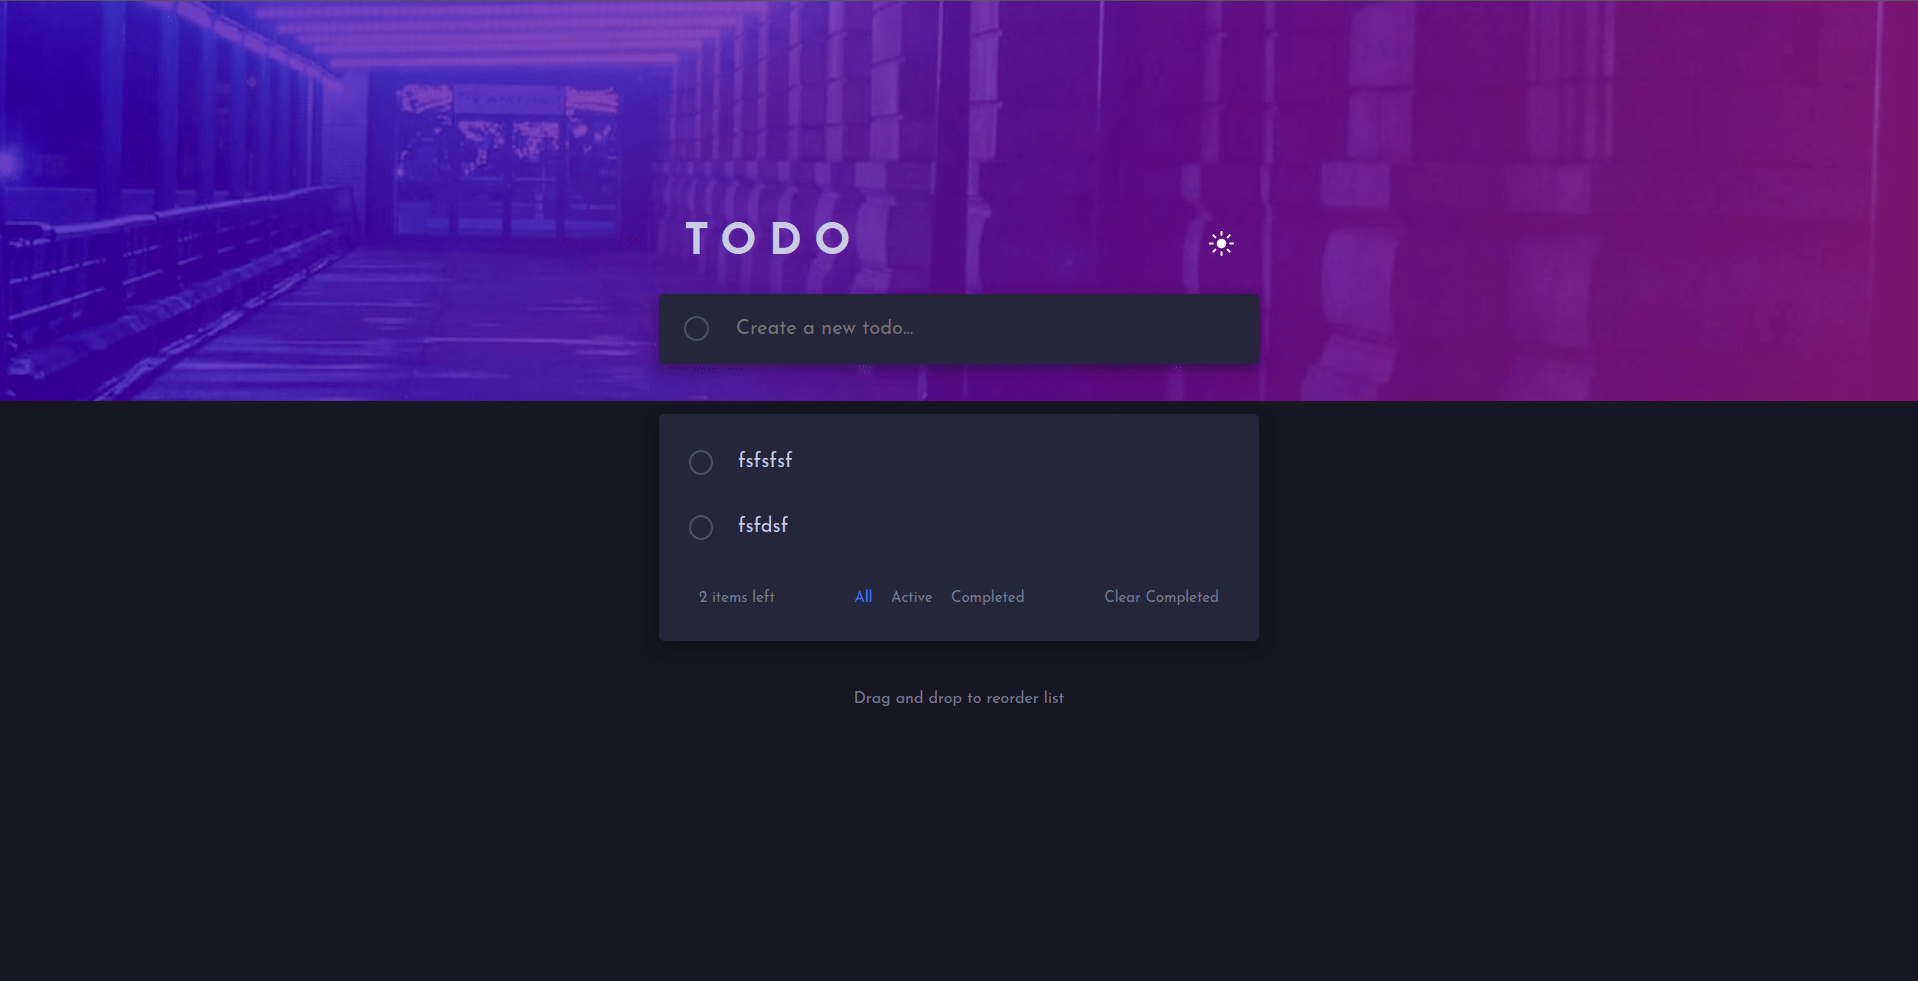 TODO
Create a new todo...
fsfsfsf
fsfdsf
2 items left All Active Completed Clear Completed
Drag and drop to reorder list